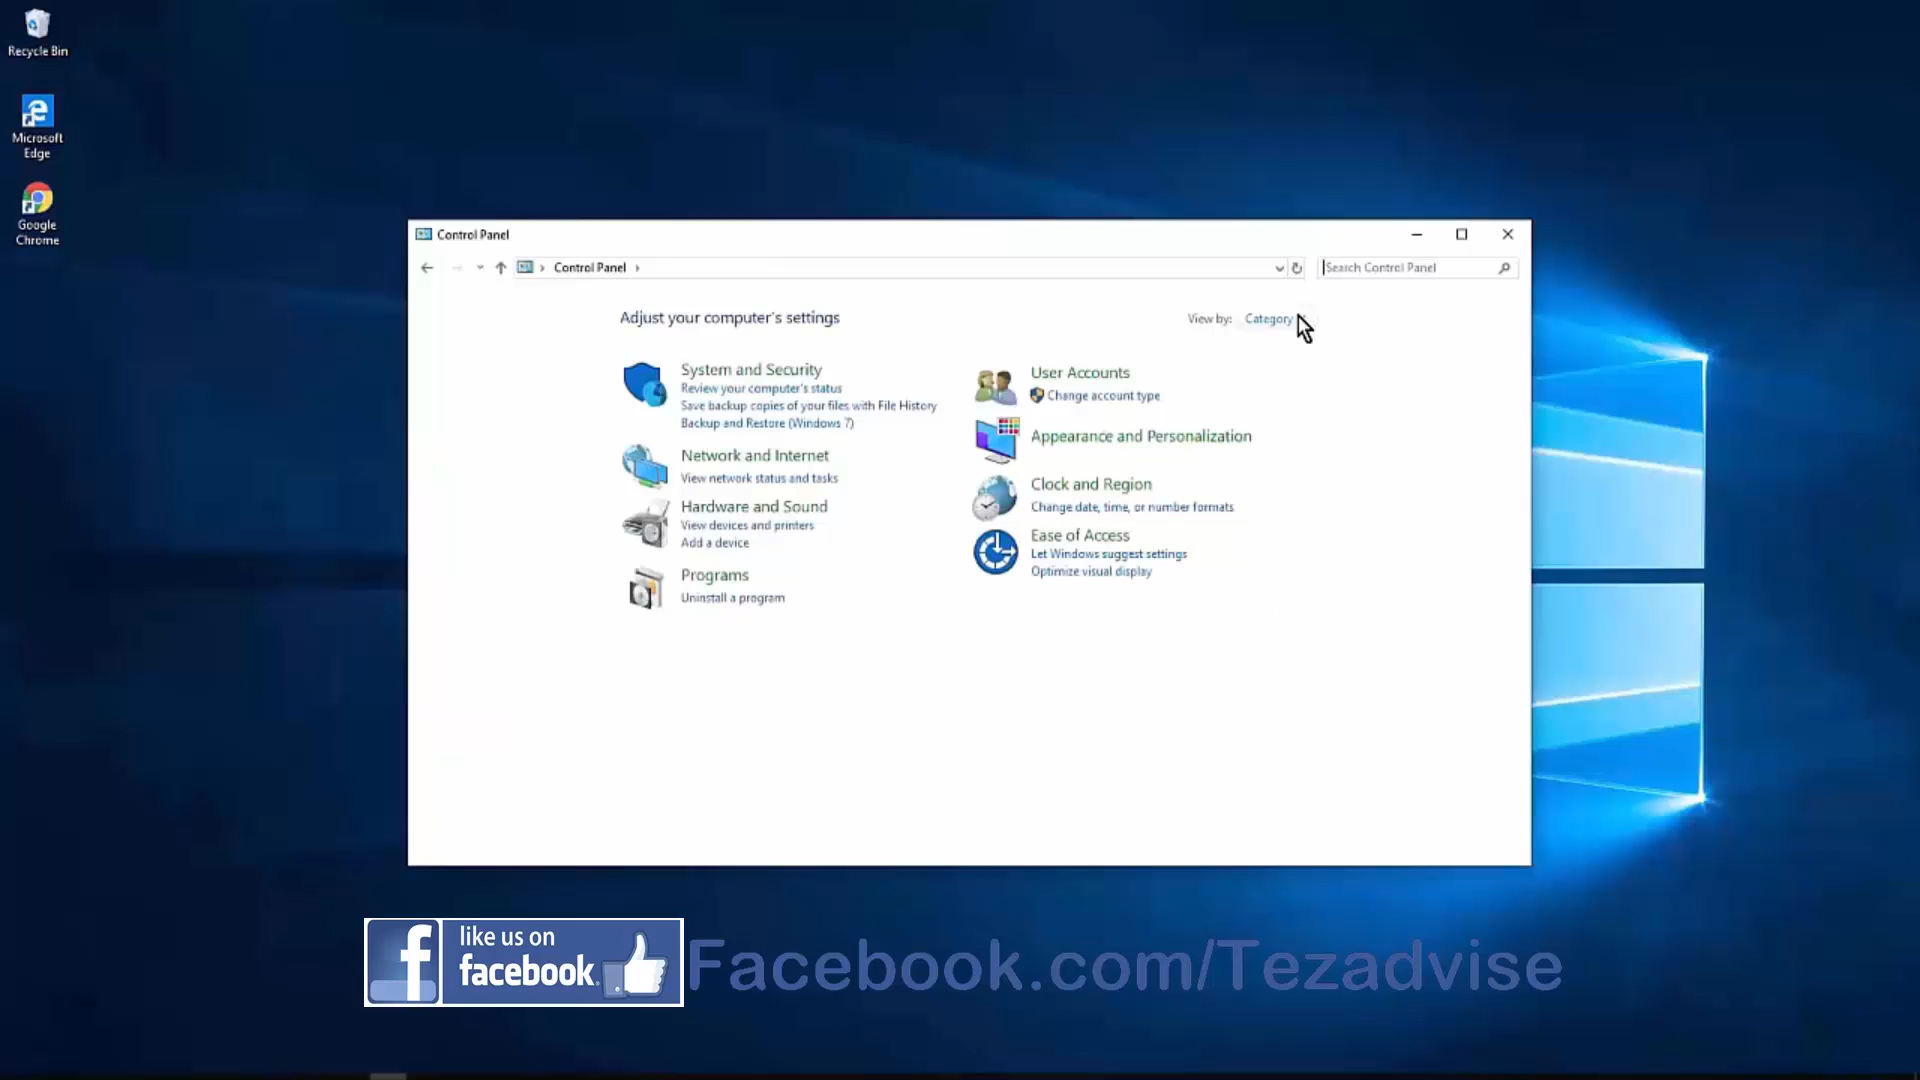 Recycle Bin
Microsoft
Edge
Google
Chrome
Control Panel
Control Panel
Search Control Panel
Adjust your computer's settings
View by: Category
System and Security
Review your computer's status
Save backup copies of your files with File History
Backup and Restore (Windows 7)
Network and Internet
View network status and tasks
Hardware and Sound
View devices and printers
Add a device
Programs
Uninstall a program
User Accounts
Change account type
Appearance and Personalization
Clock and Region
Change date, time, or number formats
Ease of Access
Let Windows suggest settings
Optimize visual display
like us on
facebook.
Facebook.com/Tezadvise